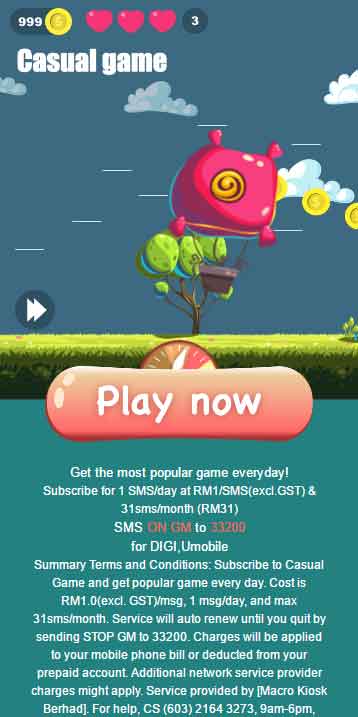 999
3
Casual game
Play now
Get the most popular game everyday!
Subscribe for 1 SMS/day at RM1/SMS(excl.GST) &
31sms/month (RM31)
SMS ON GM to 33200
for DIGI,Umobile
Summary Terms and Conditions: Subscribe to Casual
Game and get popular game every day. Cost is
RM1.0(excl. GST)/msg, 1 msg/day, and max
31sms/month. Service will auto renew until you quit by
sending STOP GM to 33200. Charges will be applied
to your mobile phone bill or deducted from your
prepaid account. Additional network service provider
charges might apply. Service provided by [Macro Kiosk
Berhad]. For help, CS (603) 2164 3273, 9am-6pm,